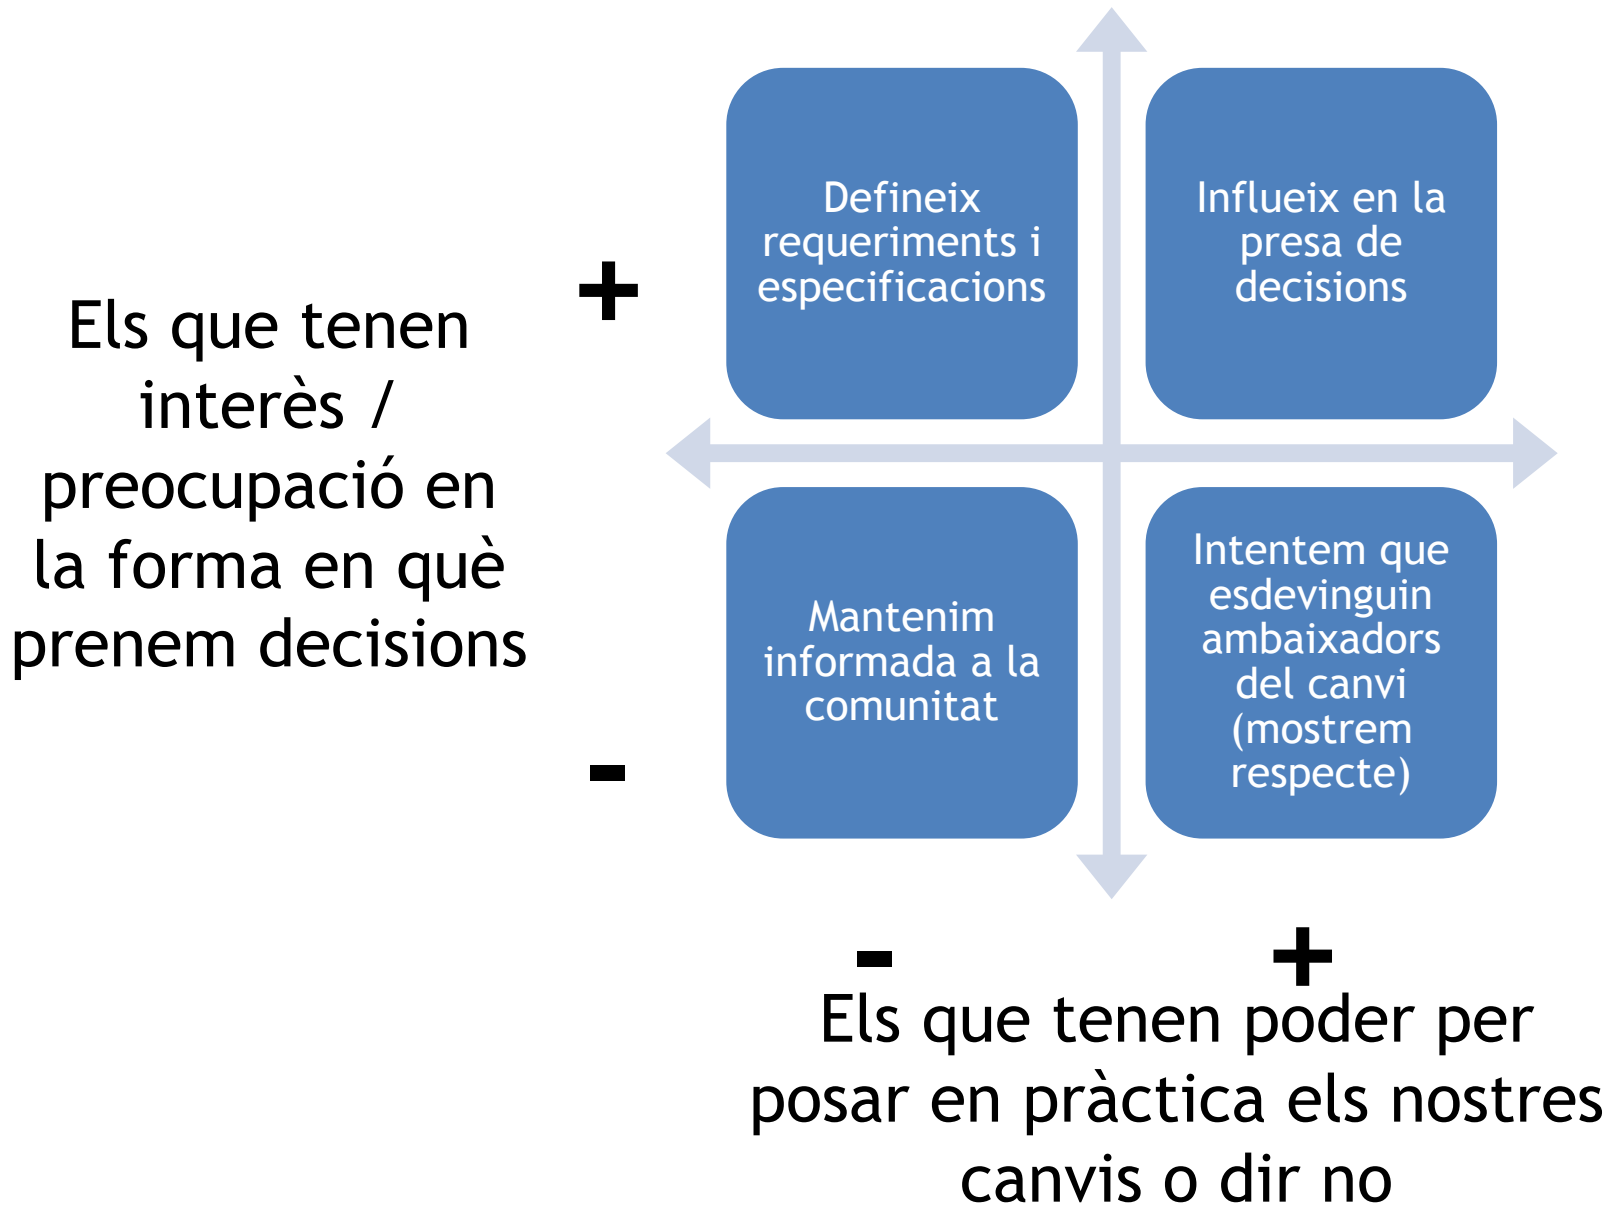 Els que tenen
interès /
preocupació en
la forma en què
prenem decisions
+
-
Defineix
requeriments i
especificacions
Influeix en la
presa de
decisions
Mantenim
informada a la
comunitat
Intentem que
esdevinguin
ambaixadors
del canvi
(mostrem
respecte)
- +
Els que tenen poder per
posar en pràctica els nostres
canvis o dir no